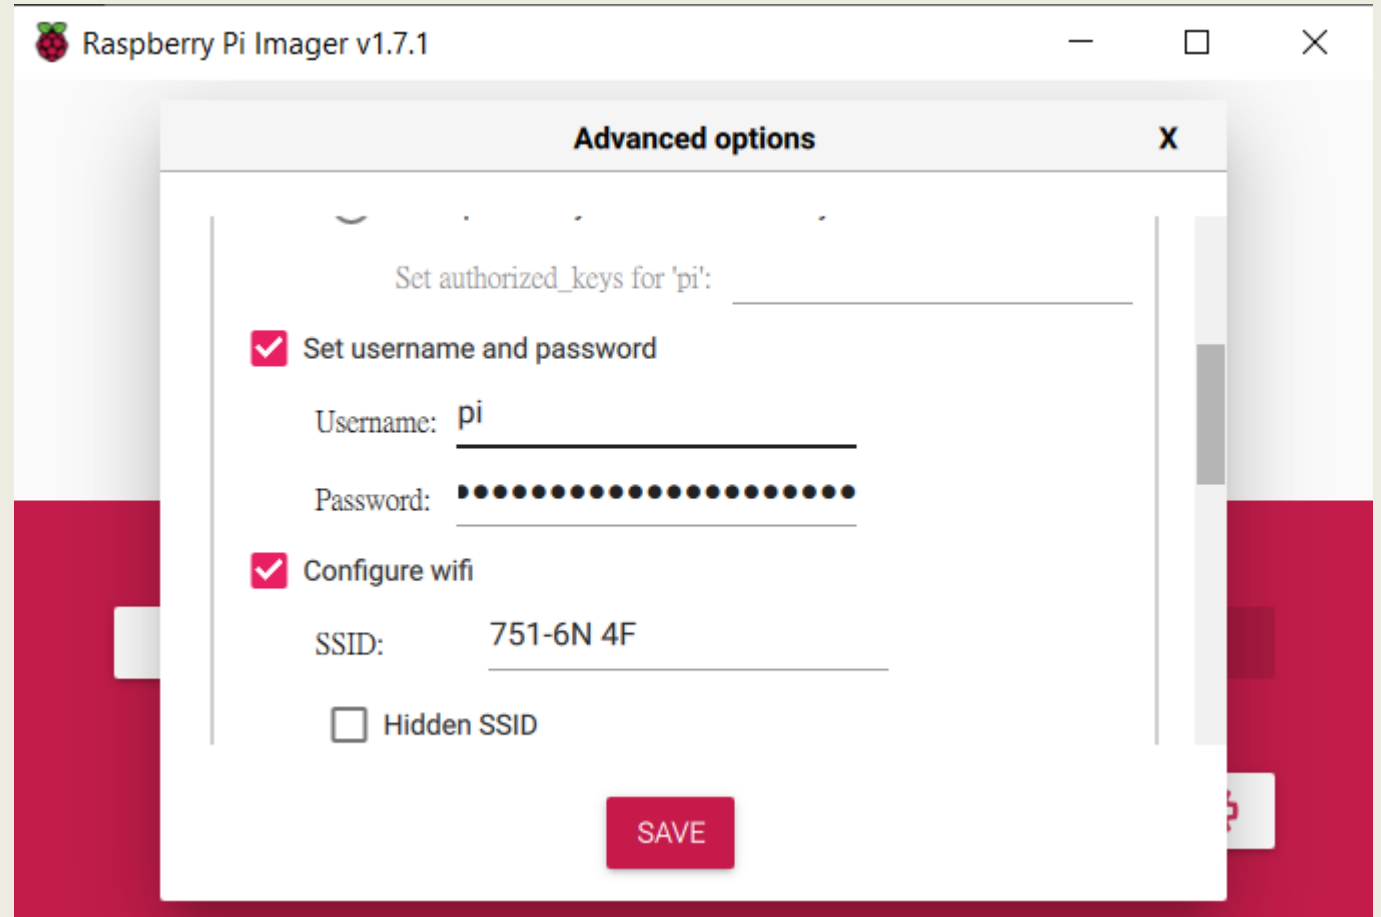 Raspberry Pi Imager v1.7.1
Advanced options
X
Set authorized_keys for 'pi':
Set username and password
Username: pi
Password: 
Configure wifi
SSID: 751-6N 4F
Hidden SSID
SAVE